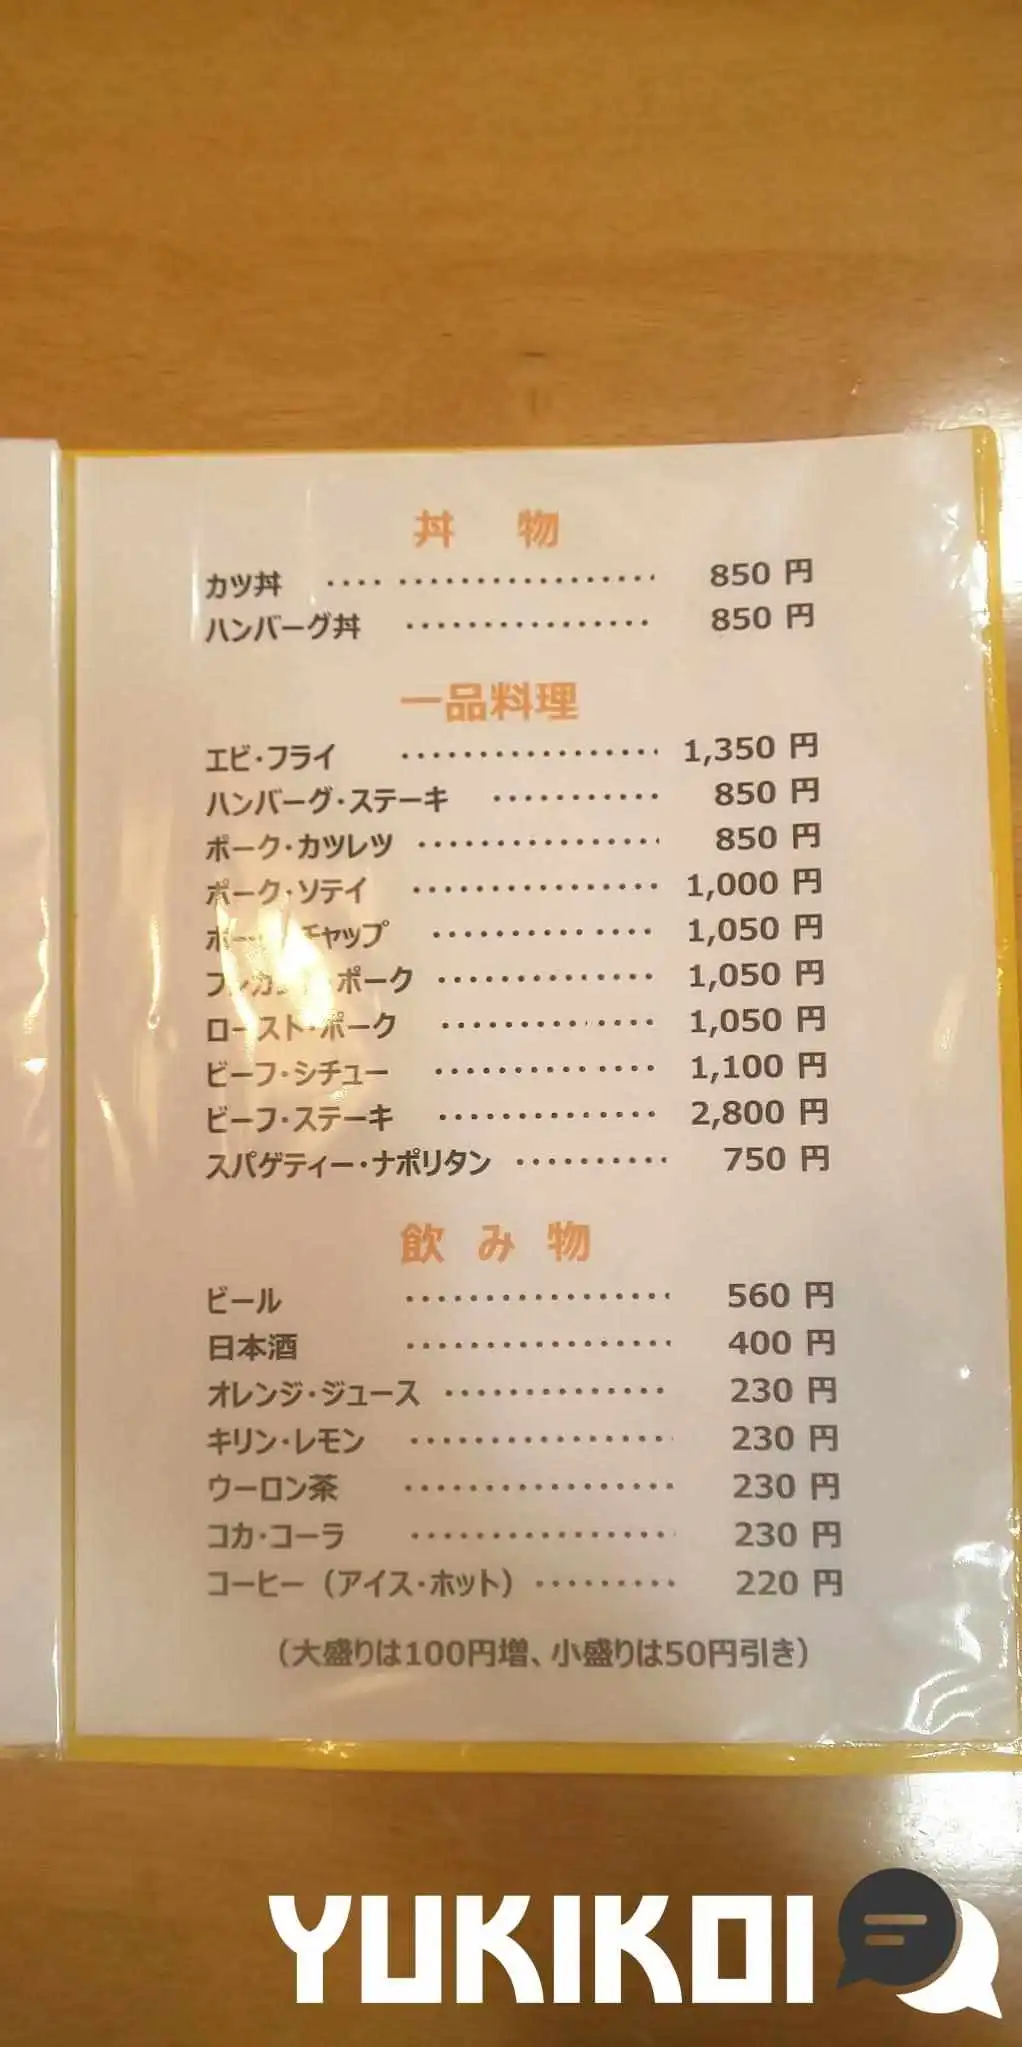 丼 物
カツ丼 ···· ················· 850 円
ハンバーグ丼 ················ 850 円
一品料理
エビ・フライ ················· 1,350 円
ハンバーグ・ステーキ ··········· 850 円
ポーク・カツレツ ················ 850 円
ポーク・ソテイ ················ 1,000 円
チャップ ··············· 1,050 円
ポーク ·············· 1,050 円
ロースト・ポーク ·············· 1,050 円
ビーフ・シチュー ·············· 1,100 円
ビーフ・ステーキ ·············· 2,800 円
スパゲティー・ナポリタン ·········· 750 円
飲 み 物
ビール ················· 560 円
日本酒 ················· 400 円
オレンジ・ジュース ·············· 230 円
キリン・レモン ················· 230 円
ウーロン茶 ················· 230 円
コカ・コーラ ················· 230 円
コーヒー（アイス・ホット） ·········· 220 円
（大盛りは100円増、小盛りは50円引き）
YUKIKOI